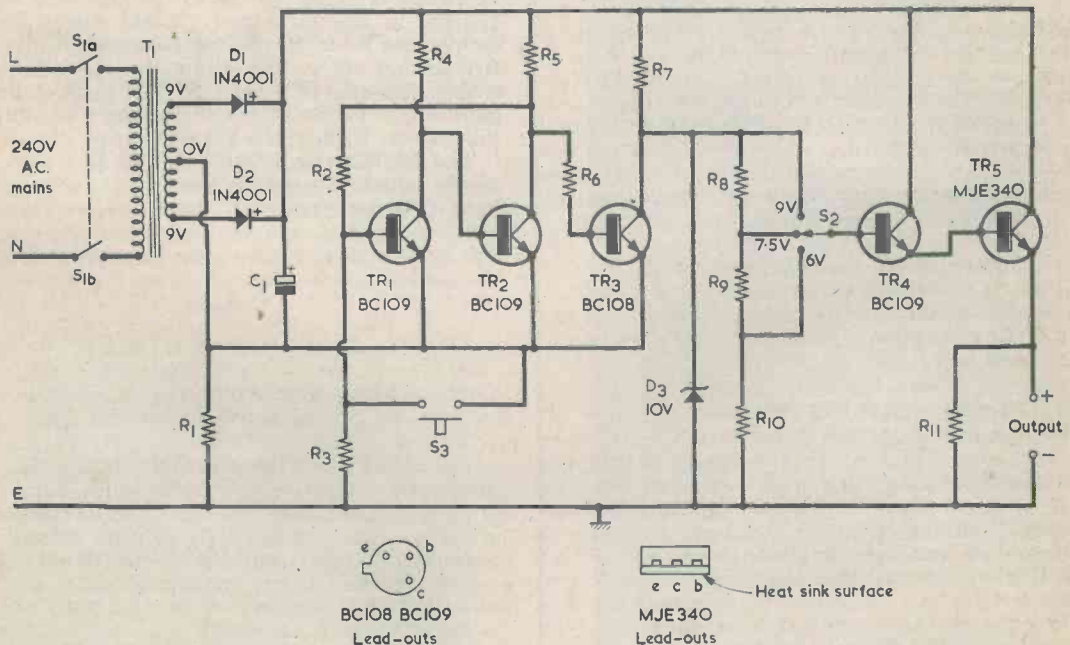 L
S1a
T1
D1
1N4001
9V
240V
A.C.
mains
0V
D2
1N4001
9V
N
S1b
C1
+
R1
E
R2
R3
R4
R5
R6
R7
TR1
BC109
TR2
BC109
TR3
BC108
S3
D3
10V
R8
R9
R10
9V
7·5V
6V
S2
TR4
BC109
TR5
MJE340
R11
+
Output
−
e b
c
BC108 BC109
Lead-outs
e c b
Heat sink surface
MJE340
Lead-outs